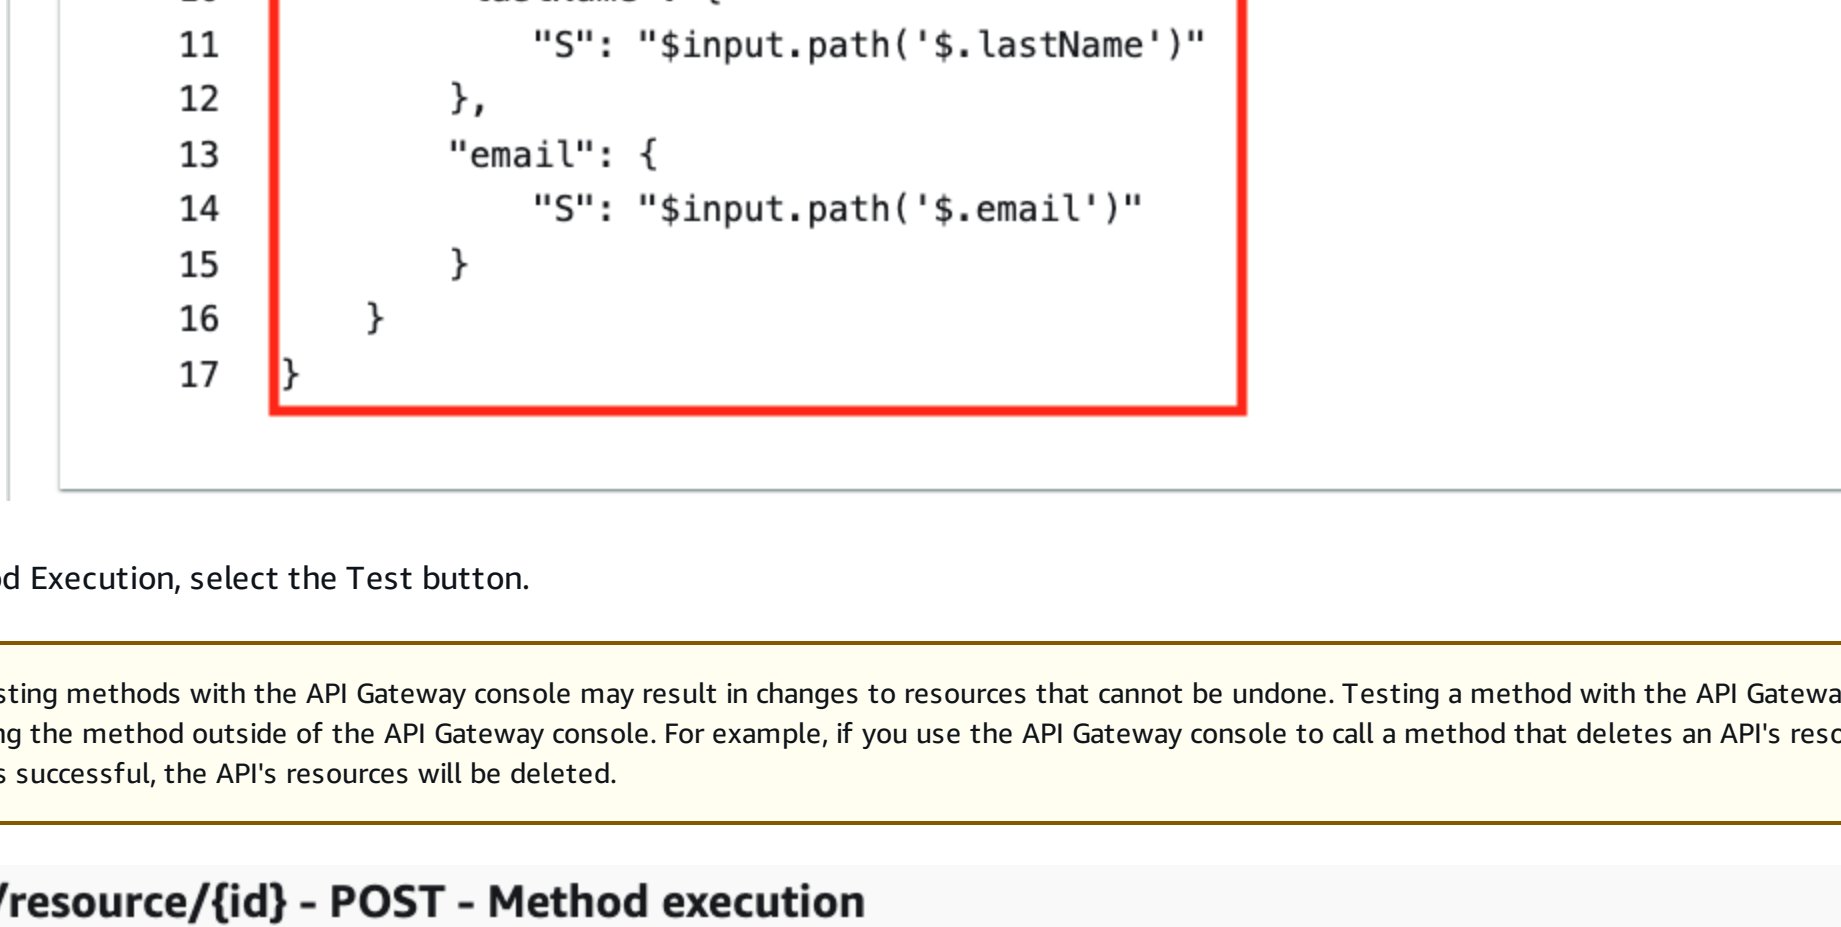 11 "S": "$input.path('$.lastName')"
12 },
13 "email": {
14 "S": "$input.path('$.email')"
15 }
16 }
17 }
Execution, select the Test button.
methods with the API Gateway console may result in changes to resources that cannot be undone. Testing a method with the API
the method outside of the API Gateway console. For example, if you use the API Gateway console to call a method that deletes an API's
successful, the API's resources will be deleted.
/resource/{id} - POST - Method execution